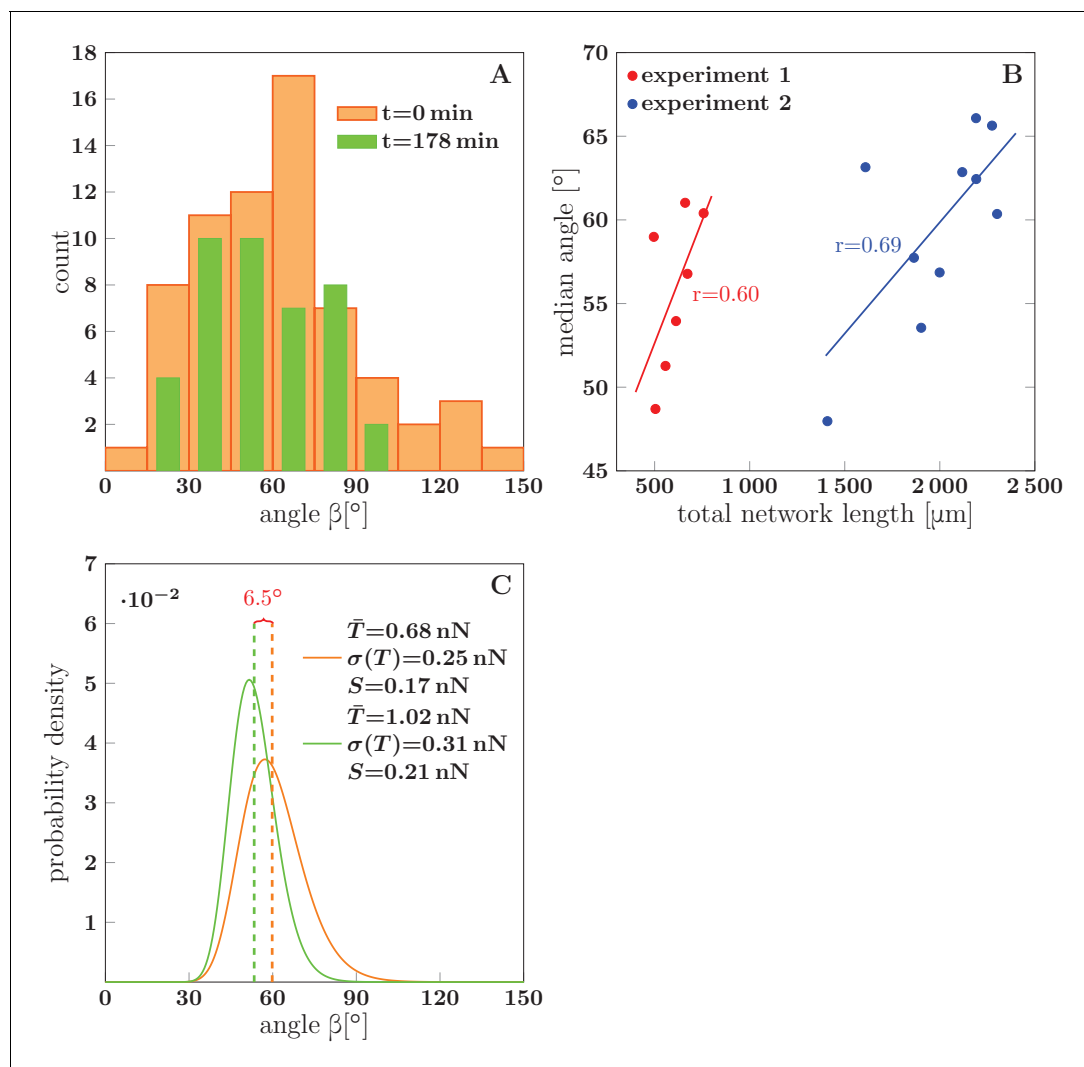 A
18
16
14
12
10
8
6
4
2
count
t=0 min
t=178 min
0 30 60 90 120 150
angle β[°]
B
70
65
60
55
50
45
median angle [°]
experiment 1
experiment 2
r=0.60
r=0.69
500 1 000 1 500 2 000 2 500
total network length [μm]
C
7
6
5
4
3
2
1
·10⁻²
probability density
6.5°
T̄=0.68 nN
σ(T)=0.25 nN
S=0.17 nN
T̄=1.02 nN
σ(T)=0.31 nN
S=0.21 nN
0 30 60 90 120 150
angle β[°]